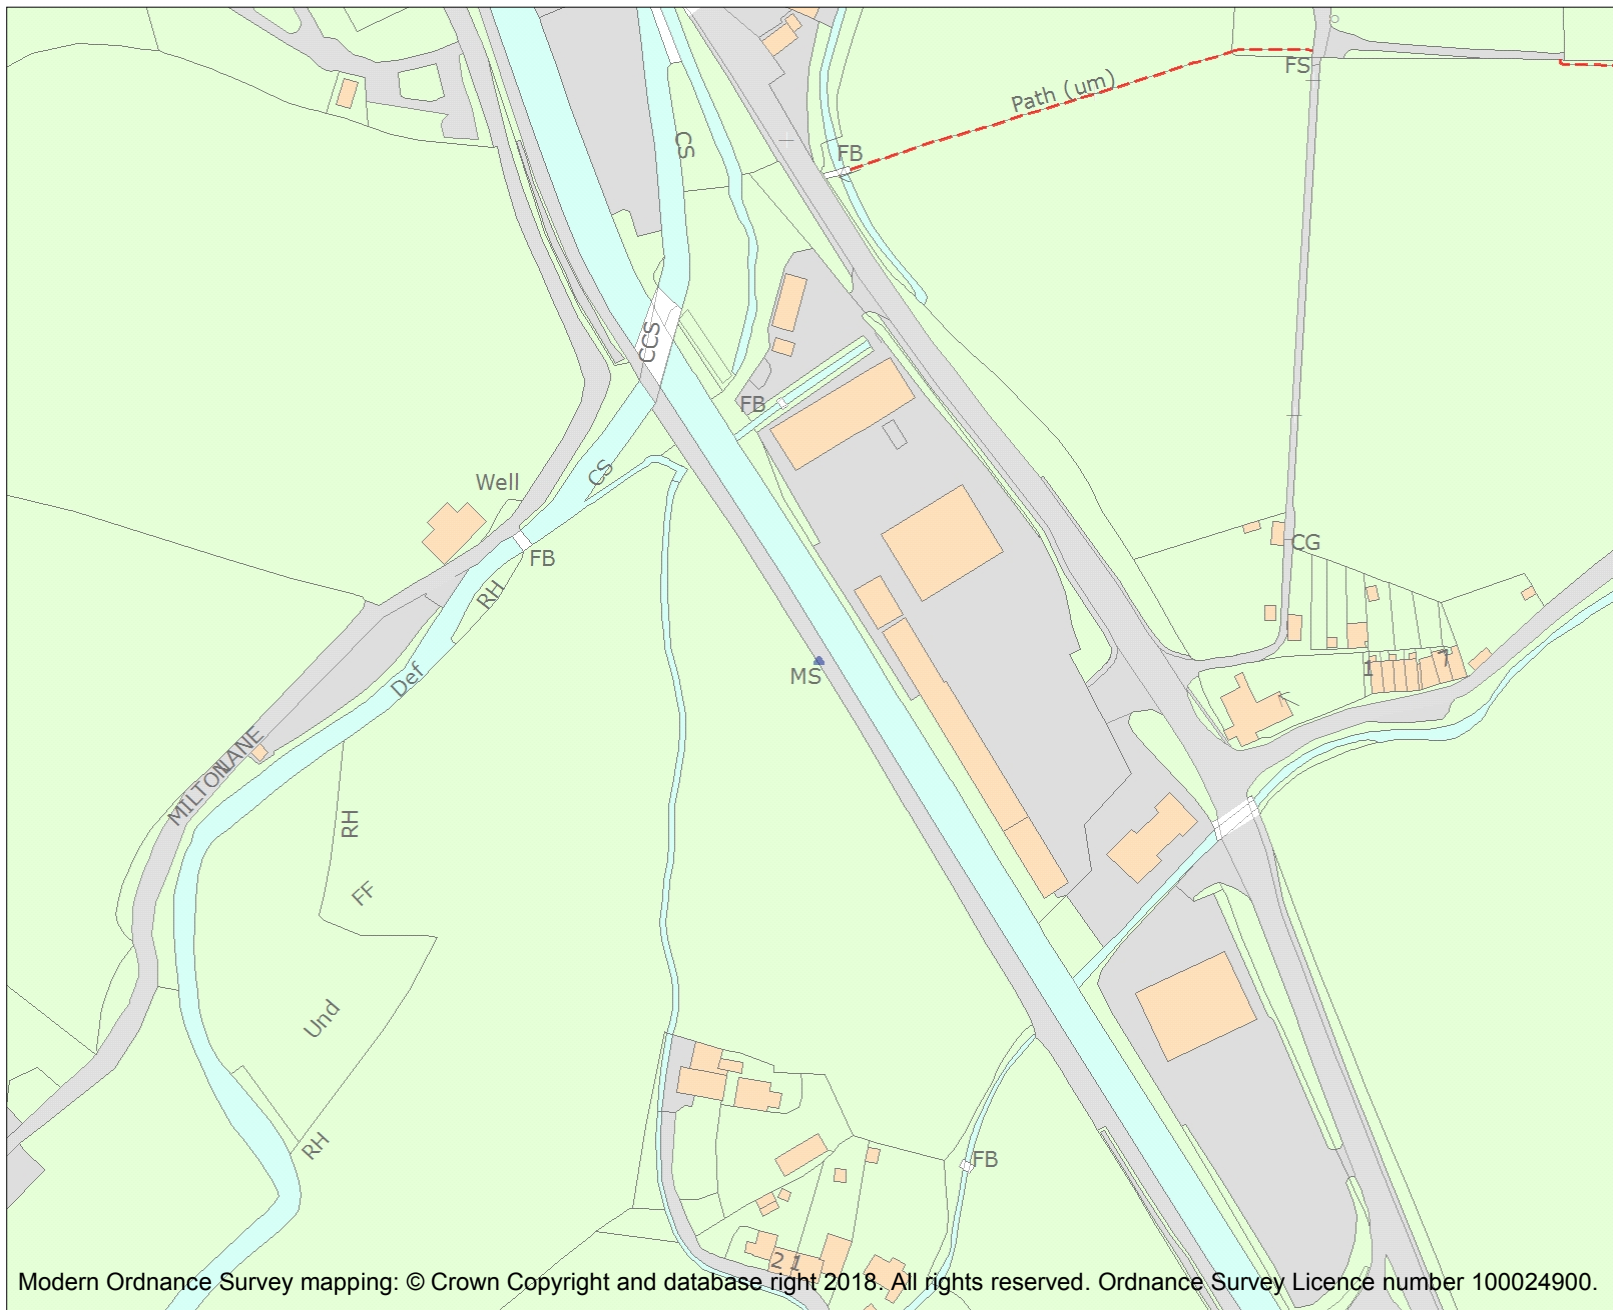 FS
Path (um)
CS
FB
CCS
FB
CS
Well
FB
CG
RH
MS
Def
1
7
MILTON LANE
RH
FF
Und
RH
FB
2 1
Modern Ordnance Survey mapping: © Crown Copyright and database right 2018. All rights reserved. Ordnance Survey Licence number 100024900.